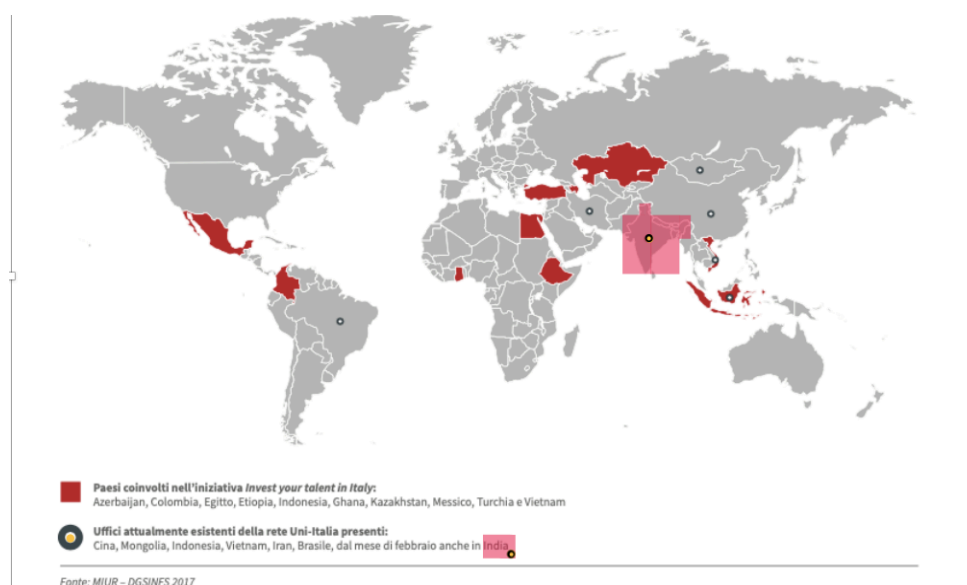 Paesi coinvolti nell'iniziativa Invest your talent in Italy:
Azerbaijan, Colombia, Egitto, Etiopia, Indonesia, Ghana, Kazakhstan, Messico, Turchia e Vietnam
Uffici attualmente esistenti della rete Uni-Italia presenti:
Cina, Mongolia, Indonesia, Vietnam, Iran, Brasile, dal mese di febbraio anche in India
Fonte: MIUR – DGSINFS 2017